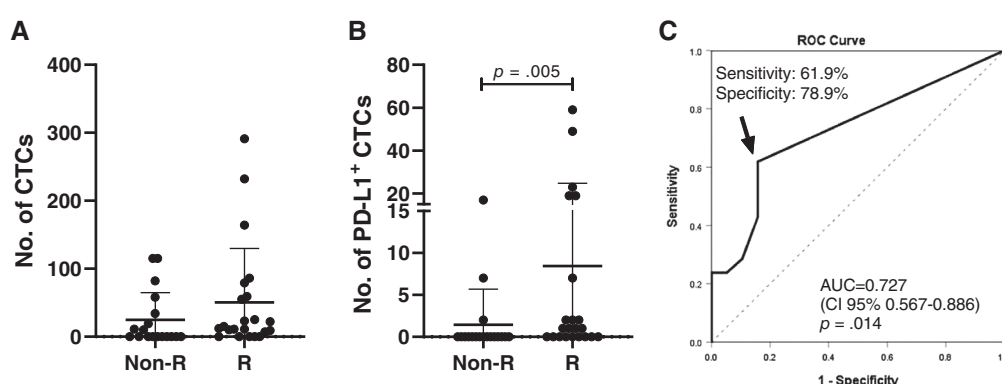 A
No. of CTCs
400
300
200
100
0
Non-R
R
B
No. of PD-L1+ CTCs
80
60
40
20
15
10
5
0
p = .005
Non-R
R
C
ROC Curve
Sensitivity: 61.9%
Specificity: 78.9%
Sensitivity
1.0
0.8
0.6
0.4
0.2
0.0
AUC=0.727
(CI 95% 0.567-0.886)
p = .014
0.0
0.2
0.4
0.6
0.8
1 - Specificity